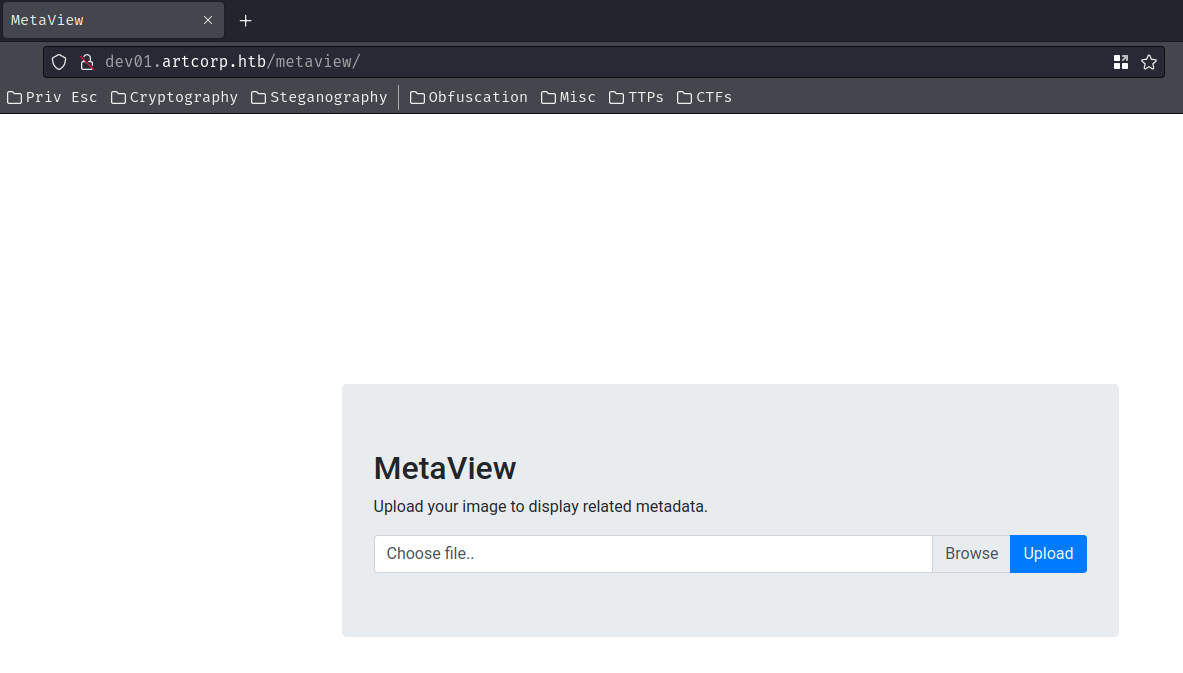 MetaView
dev01.artcorp.htb/metaview/
Priv Esc Cryptography Steganography Obfuscation Misc TTPs CTFs
MetaView
Upload your image to display related metadata.
Choose file.. Browse Upload